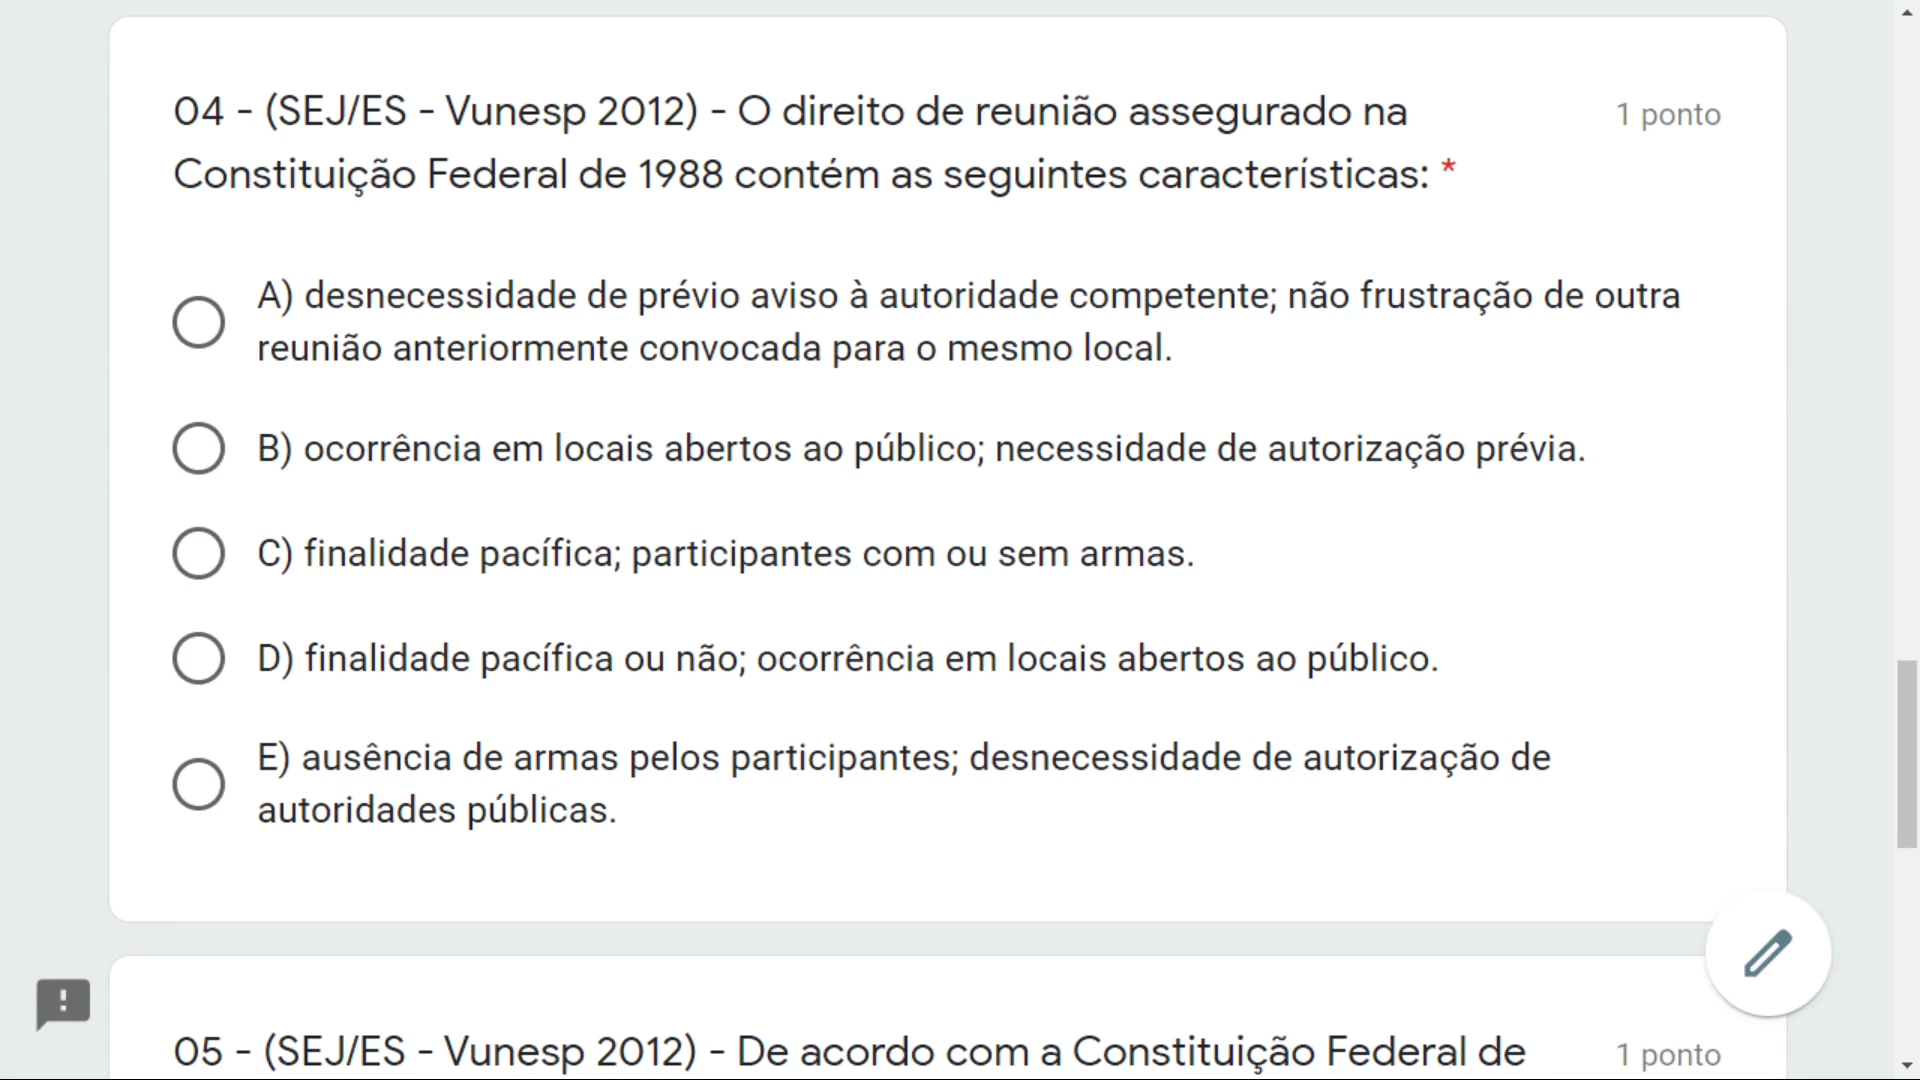 04 - (SEJ/ES - Vunesp 2012) - O direito de reunião assegurado na
1 ponto
Constituição Federal de 1988 contém as seguintes características: *
A) desnecessidade de prévio aviso à autoridade competente; não frustração de outra
reunião anteriormente convocada para o mesmo local.
B) ocorrência em locais abertos ao público; necessidade de autorização prévia.
C) finalidade pacífica; participantes com ou sem armas.
D) finalidade pacífica ou não; ocorrência em locais abertos ao público.
E) ausência de armas pelos participantes; desnecessidade de autorização de
autoridades públicas.
05 - (SEJ/ES - Vunesp 2012) - De acordo com a Constituição Federal de
1 ponto